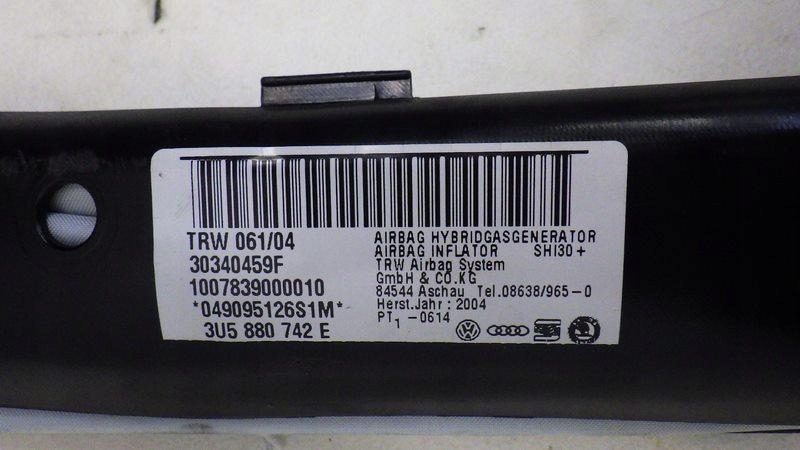 TRW 061/04
30340459F
1007839000010
*049095126S1M*
3U5 880 742 E
AIRBAG HYBRIDGASGENERATOR
AIRBAG INFLATOR SHI30+
TRW Airbag System
GmbH & CO.KG
84544 Aschau Tel.08638/965-0
Herst.Jahr: 2004
PT1-0614